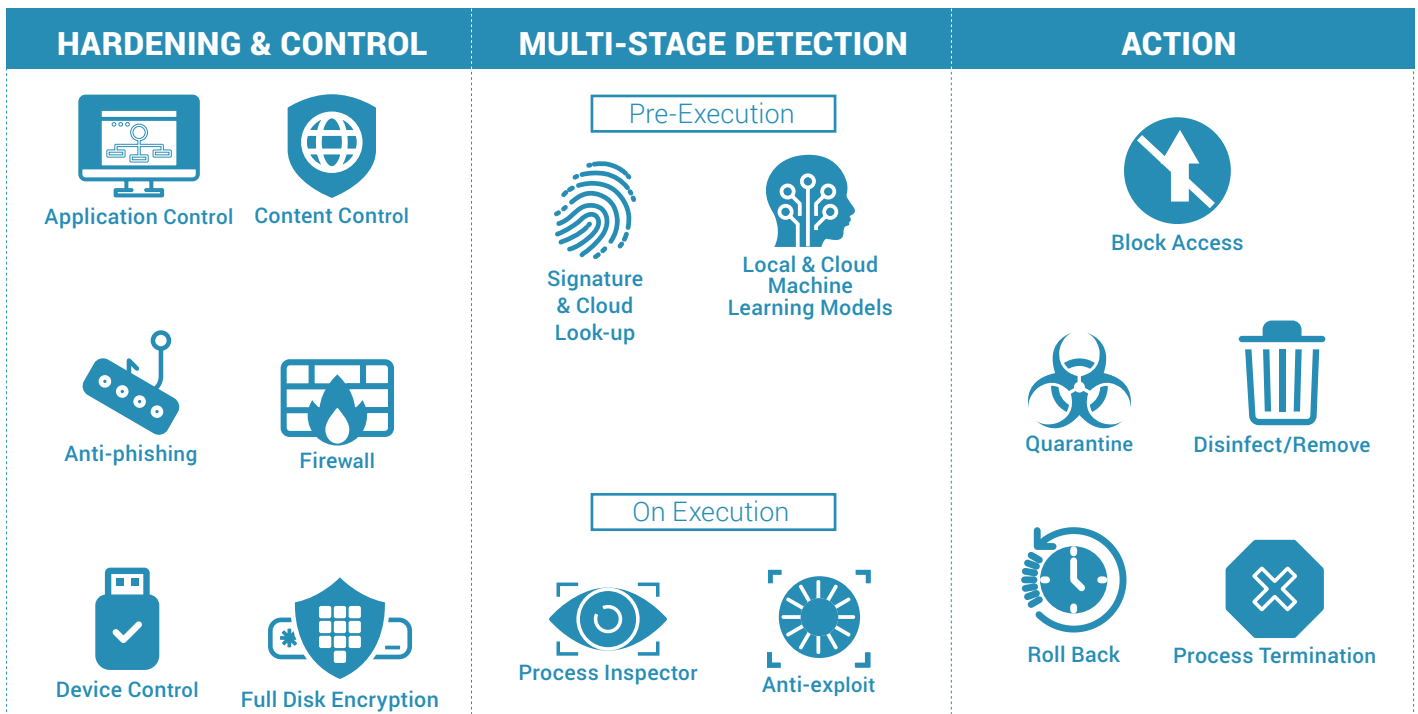 HARDENING & CONTROL
Application Control
Content Control
Anti-phishing
Firewall
Device Control
Full Disk Encryption
MULTI-STAGE DETECTION
Pre-Execution
Signature
& Cloud
Look-up
Local & Cloud
Machine
Learning Models
On Execution
Process Inspector
Anti-exploit
ACTION
Block Access
Quarantine
Disinfect/Remove
Roll Back
Process Termination